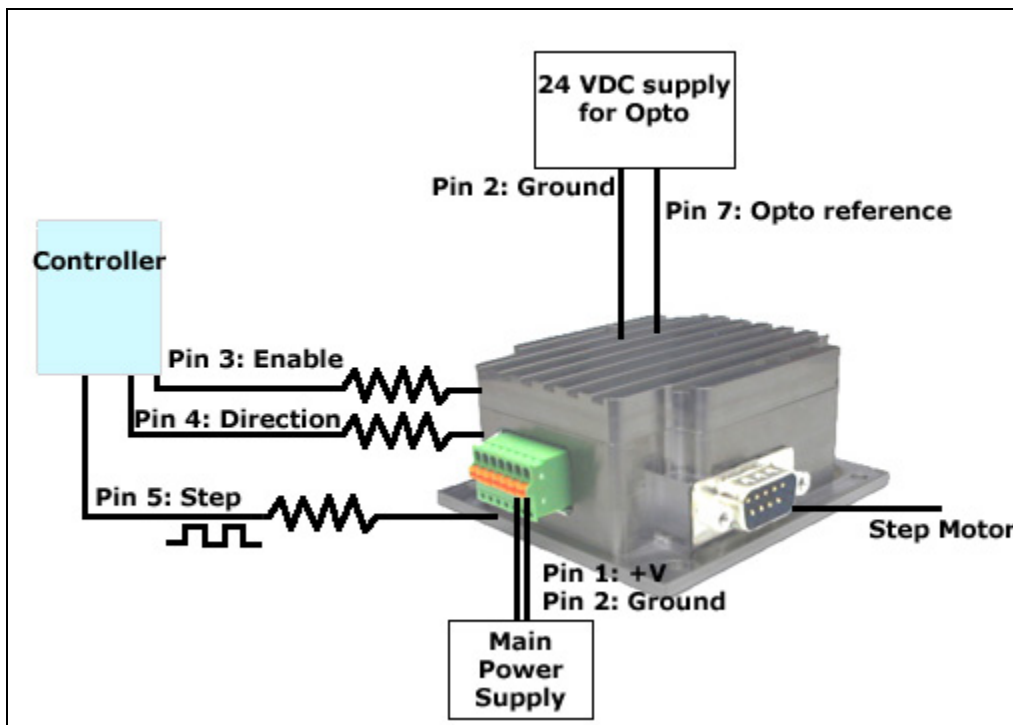 24 VDC supply
for Opto
Pin 2: Ground
Pin 7: Opto reference
Controller
Pin 3: Enable
Pin 4: Direction
Pin 5: Step
Step Motor
Pin 1: +V
Pin 2: Ground
Main
Power
Supply